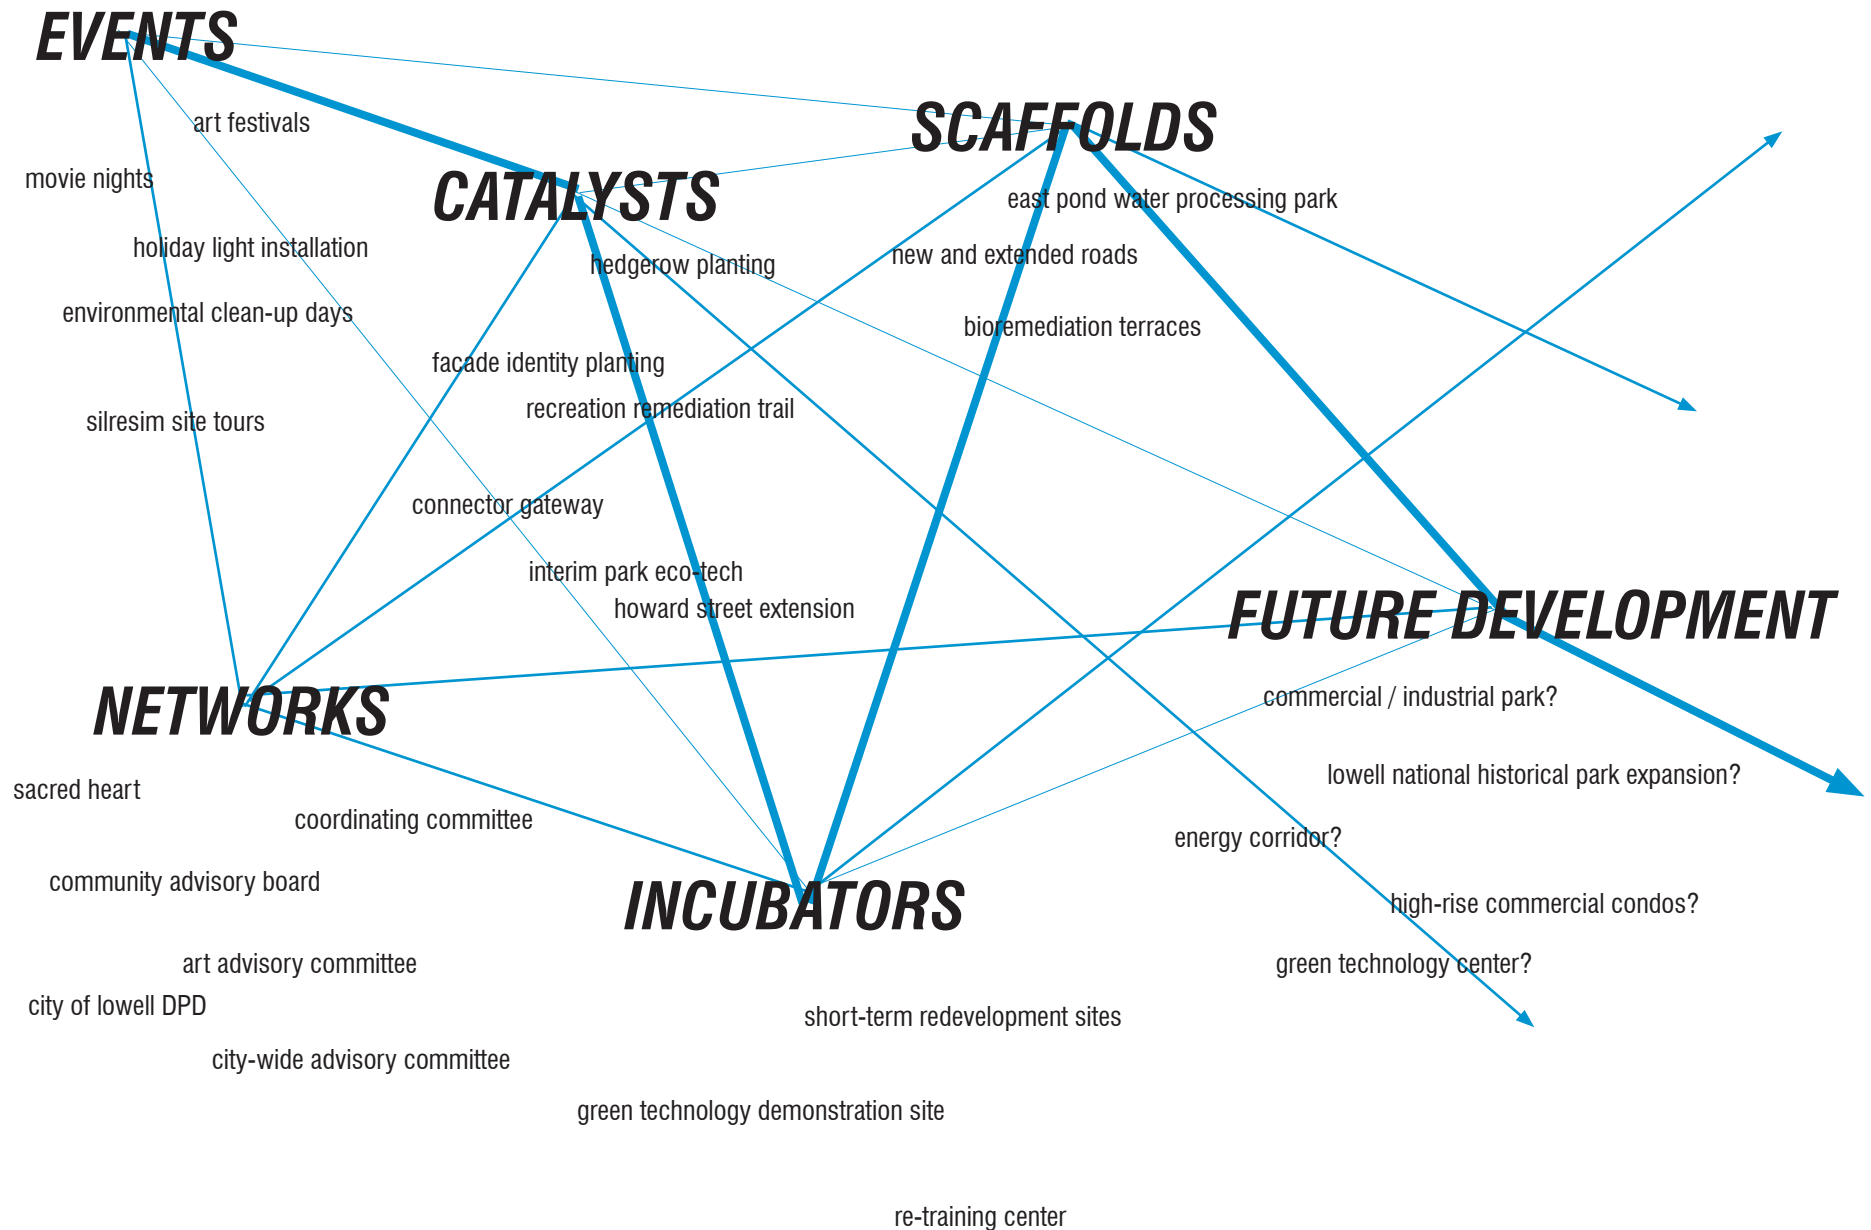 EVENTS
art festivals
movie nights
holiday light installation
environmental clean-up days
silresim site tours
CATALYSTS
hedgerow planting
facade identity planting
recreation remediation trail
connector gateway
interim park eco-tech
howard street extension
SCAFFOLDS
east pond water processing park
new and extended roads
bioremediation terraces
NETWORKS
sacred heart
coordinating committee
community advisory board
art advisory committee
city of lowell DPD
city-wide advisory committee
INCUBATORS
short-term redevelopment sites
green technology demonstration site
re-training center
FUTURE DEVELOPMENT
commercial / industrial park?
lowell national historical park expansion?
energy corridor?
high-rise commercial condos?
green technology center?